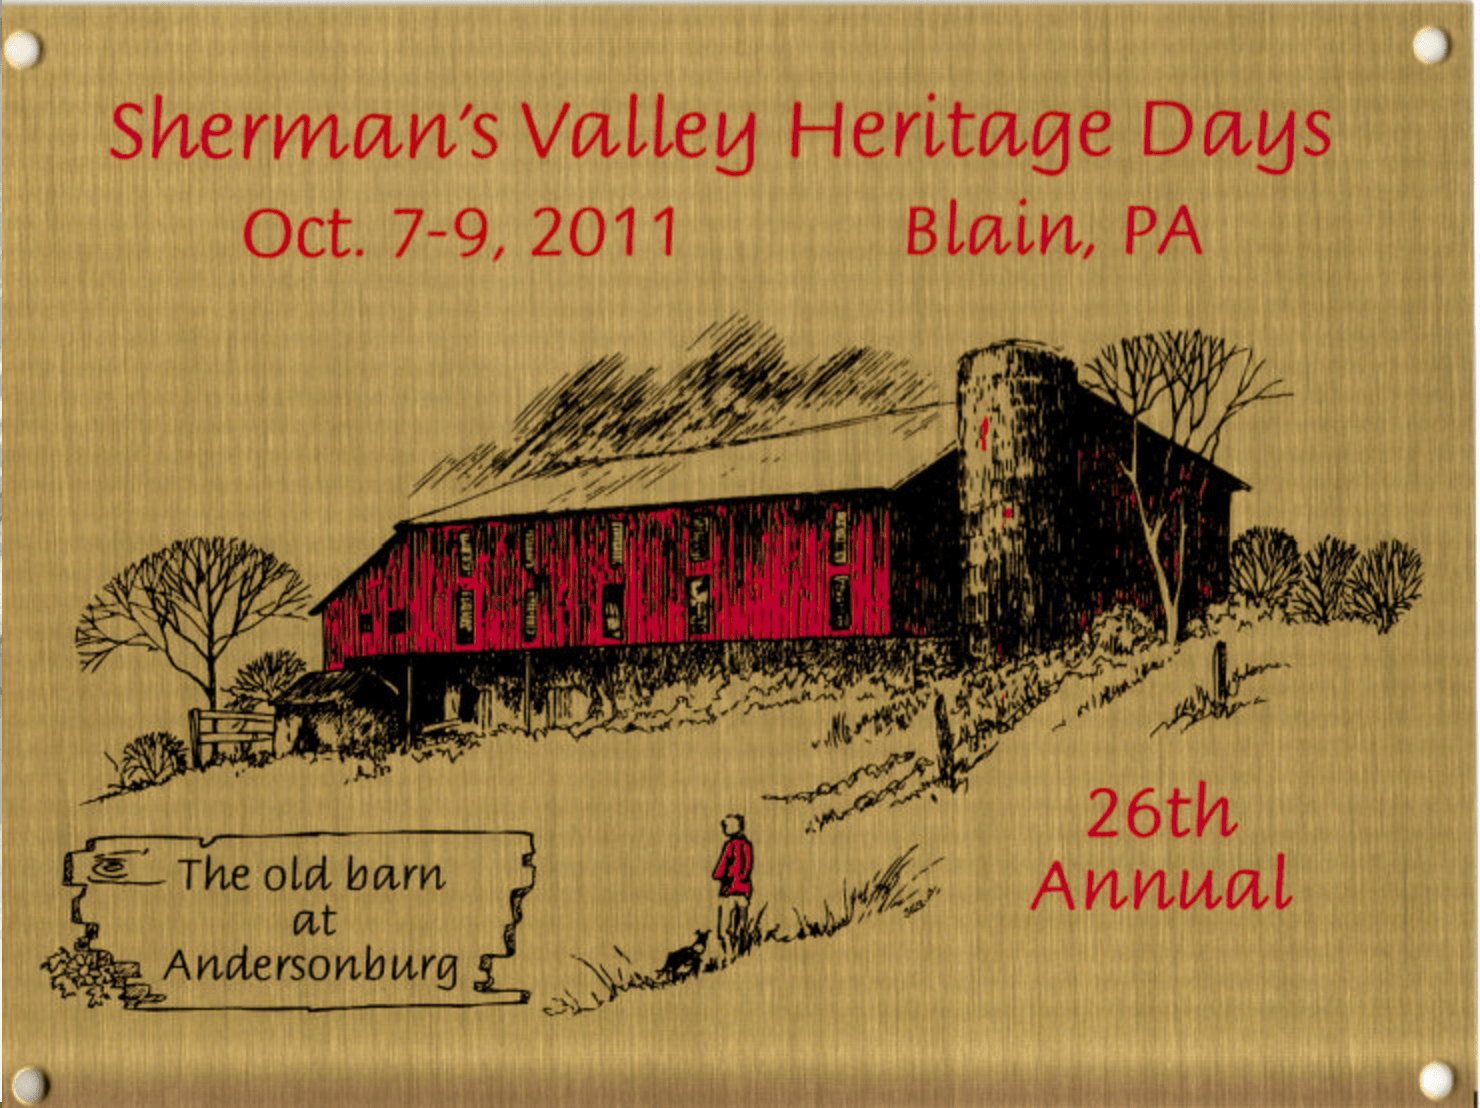 Sherman's Valley Heritage Days
Oct. 7-9, 2011 Blain, PA
26th
Annual
The old barn
at
Andersonburg